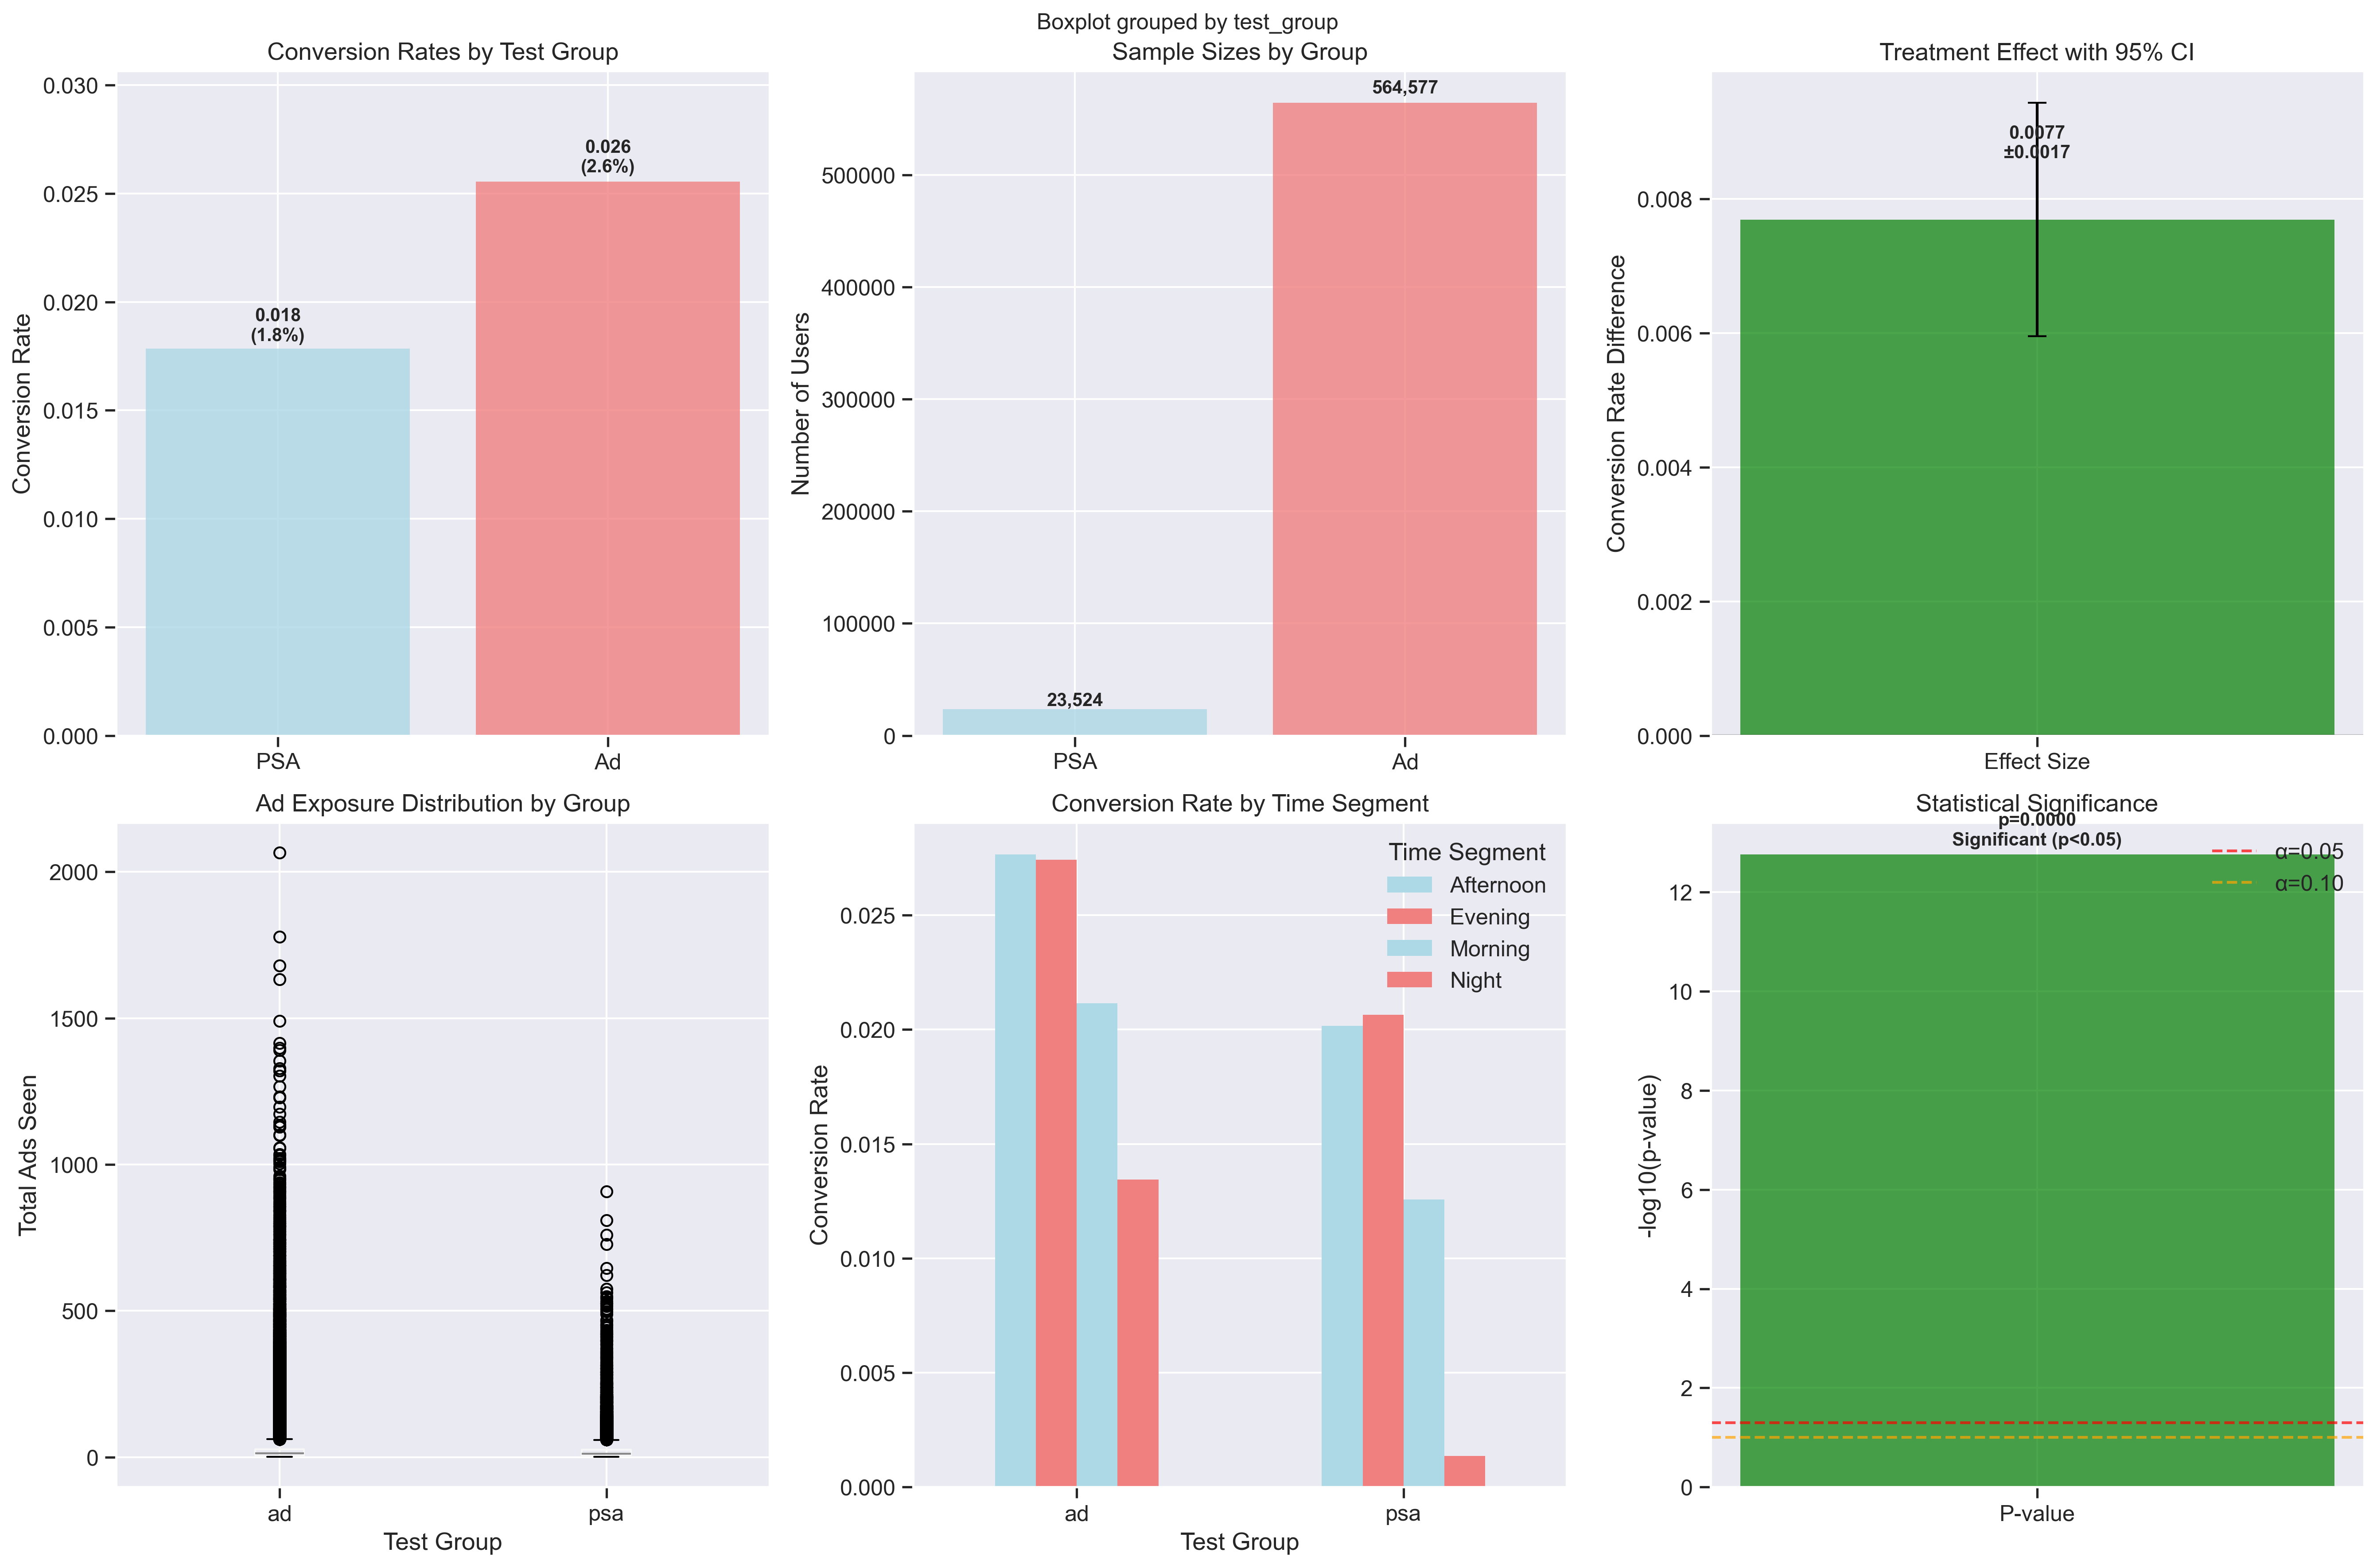 Boxplot grouped by test_group
Conversion Rates by Test Group
0.030
0.025
0.020
0.015
0.010
0.005
0.000
Conversion Rate
0.018
(1.8%)
0.026
(2.6%)
PSA
Ad
Sample Sizes by Group
500000
400000
300000
200000
100000
0
Number of Users
23,524
564,577
PSA
Ad
Treatment Effect with 95% CI
0.008
0.006
0.004
0.002
0.000
Conversion Rate Difference
0.0077
±0.0017
Effect Size
Ad Exposure Distribution by Group
2000
1500
1000
500
0
Total Ads Seen
ad
psa
Test Group
Conversion Rate by Time Segment
0.025
0.020
0.015
0.010
0.005
0.000
Conversion Rate
Time Segment
Afternoon
Evening
Morning
Night
ad
psa
Test Group
Statistical Significance
p=0.0000
Significant (p<0.05)
α=0.05
α=0.10
12
10
8
6
4
2
0
-log10(p-value)
P-value